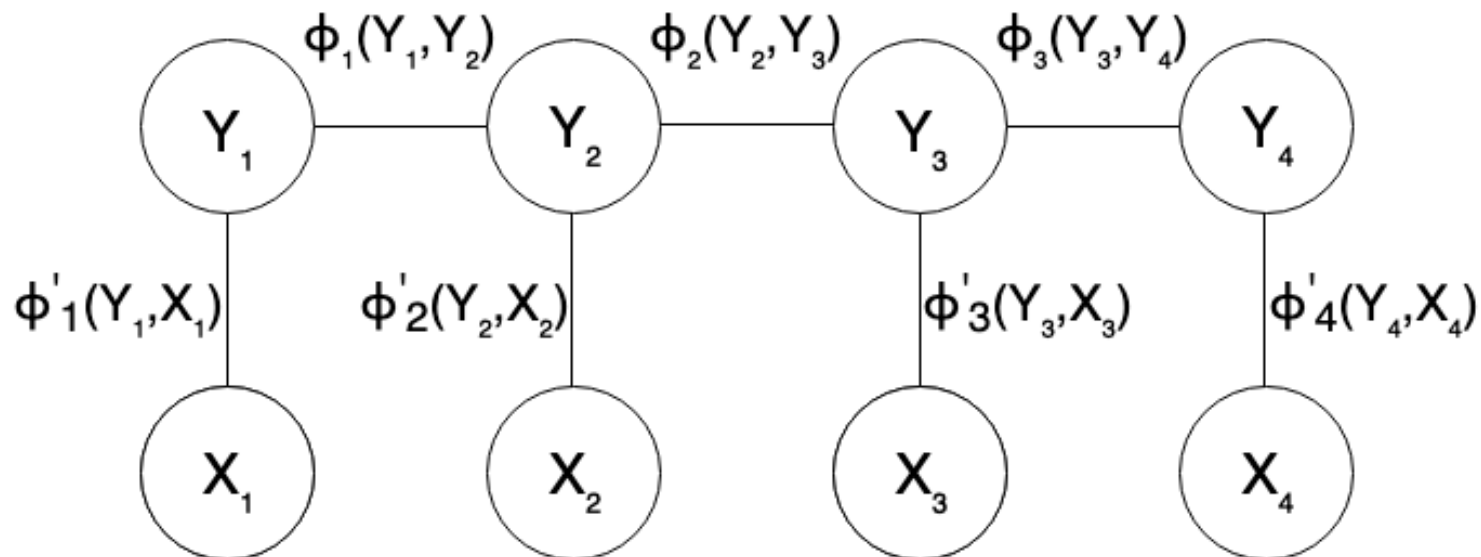 ϕ₁(Y₁,Y₂) ϕ₂(Y₂,Y₃) ϕ₃(Y₃,Y₄)
Y₁ Y₂ Y₃ Y₄
ϕ'1(Y₁,X₁) ϕ'2(Y₂,X₂) ϕ'3(Y₃,X₃) ϕ'4(Y₄,X₄)
X₁ X₂ X₃ X₄